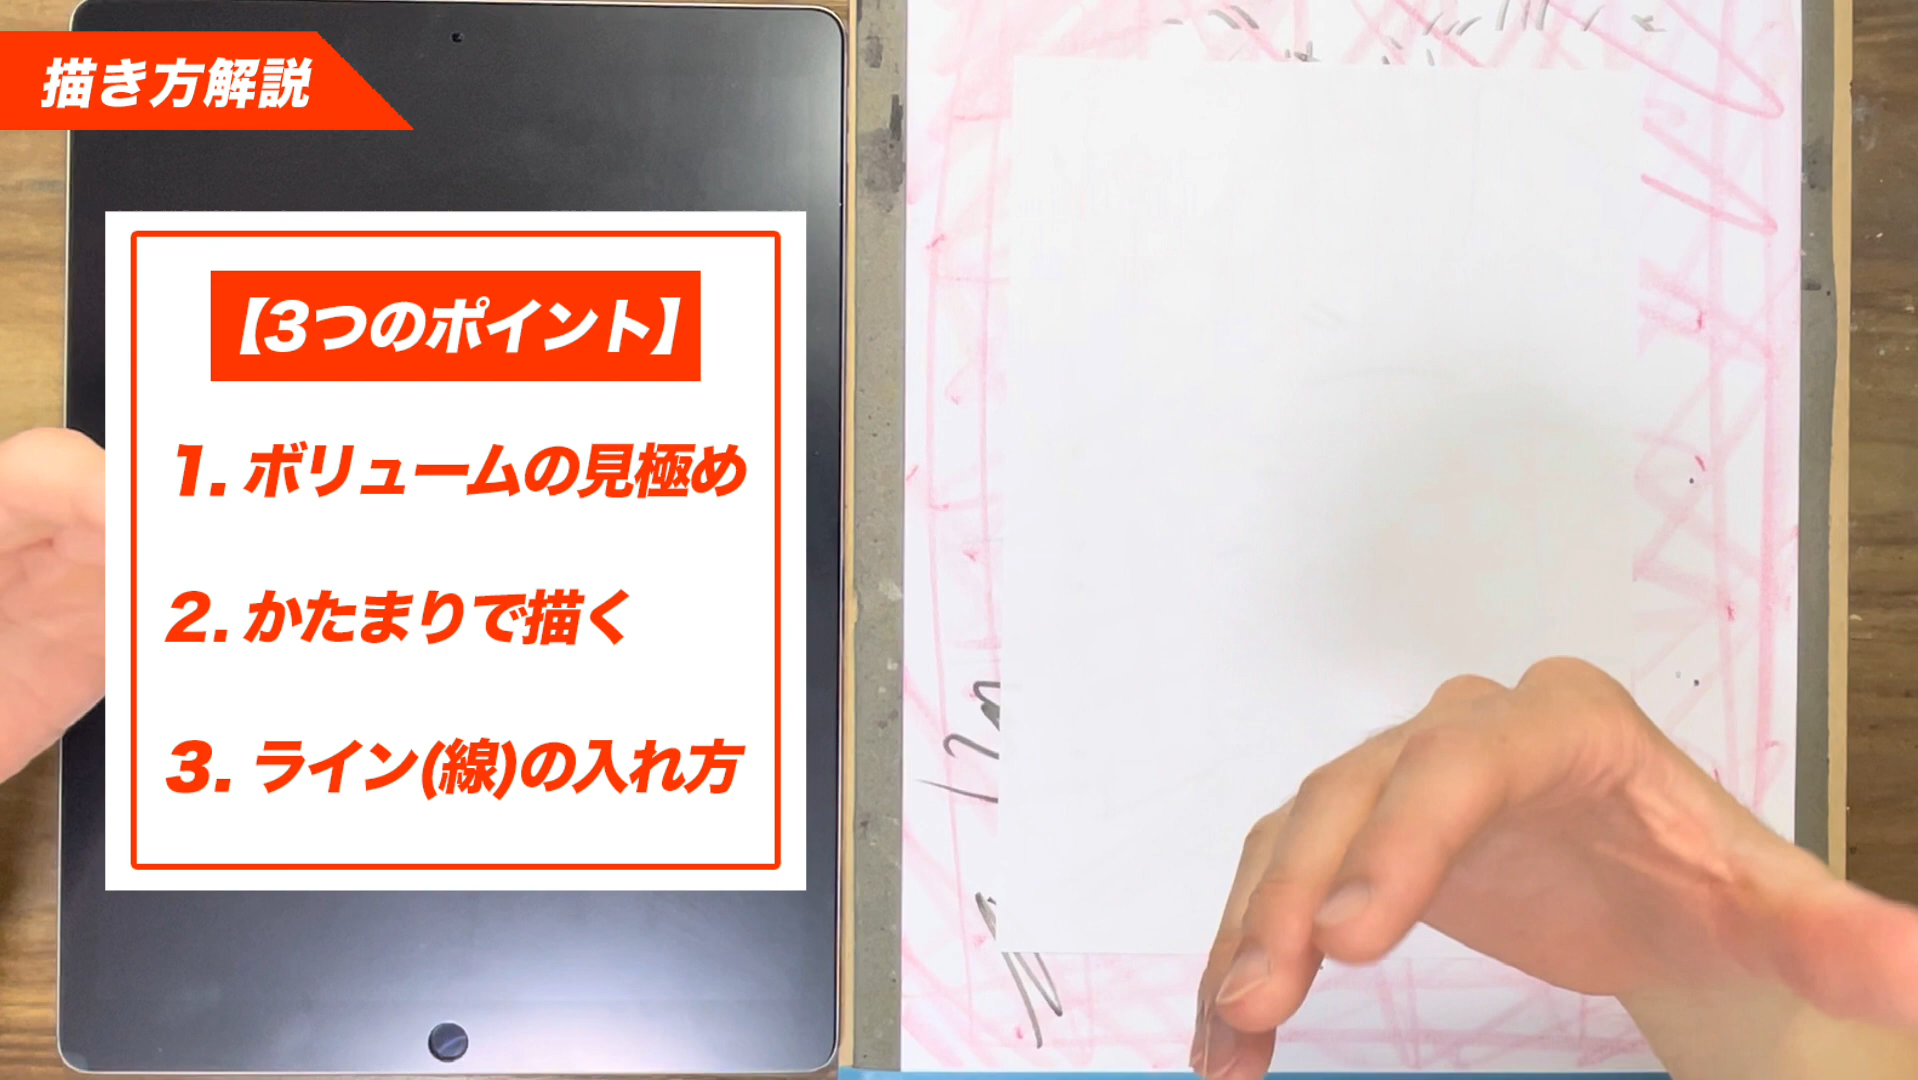 描き方解説
【3つのポイント】
1. ボリュームの見極め
2. かたまりで描く
3. ライン(線)の入れ方